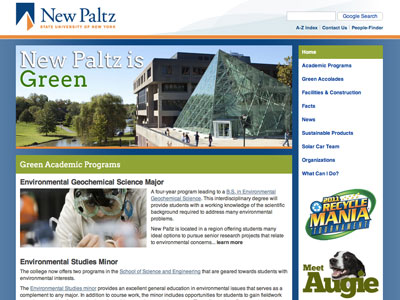 New Paltz
STATE UNIVERSITY OF NEW YORK
Google Search
A-Z Index | Contact Us | People-Finder
New Paltz is
Green
Home
Academic Programs
Green Accolades
Facilities & Construction
Facts
News
Sustainable Products
Solar Car Team
Organizations
What Can I Do?
Green Academic Programs
Environmental Geochemical Science Major
A four-year program leading to a B.S. in Environmental
Geochemical Science. This interdisciplinary degree will
provide students with a working knowledge of the scientific
background required to address many environmental
problems.
New Paltz is located in a region offering students many
ideal options to pursue senior research projects that relate
to environmental concerns... learn more
Environmental Studies Minor
The college now offers two programs in the School of Science and Engineering that are geared towards students with
environmental interests.
The Environmental Studies minor provides an excellent general education in environmental issues that serves as a
complement to any major. In addition to course work, the minor includes opportunities for students to gain fieldwork
2011
RECYCLE
MANIA
TOURNAMENT
Meet
Augie